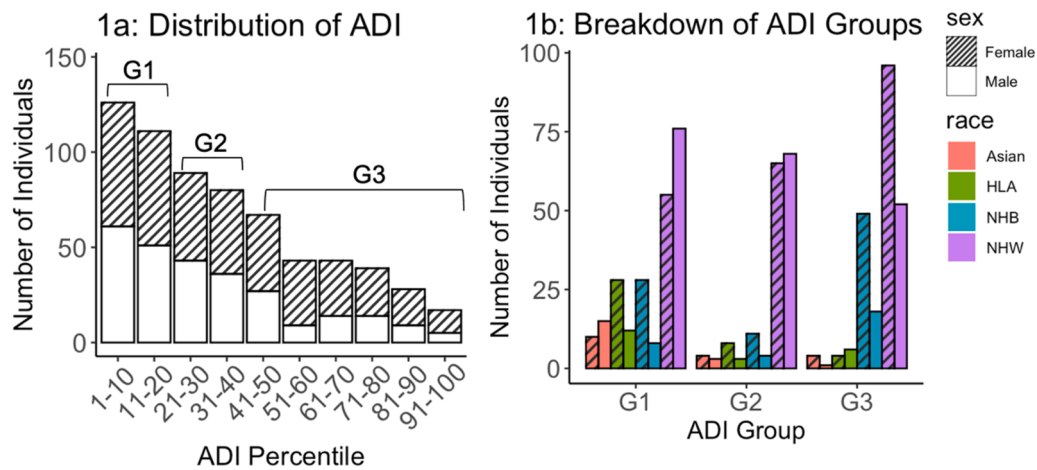 1a: Distribution of ADI
150
100
50
0
Number of Individuals
G1
G2
G3
1-10
11-20
21-30
31-40
41-50
51-60
61-70
71-80
81-90
91-100
ADI Percentile
1b: Breakdown of ADI Groups
100
75
50
25
0
Number of Individuals
G1
G2
G3
ADI Group
sex
Female
Male
race
Asian
HLA
NHB
NHW